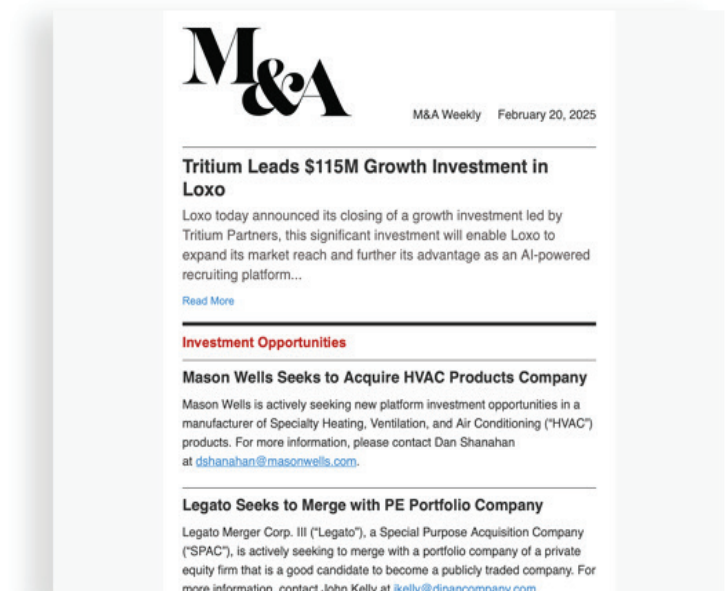 M&A
M&A Weekly February 20, 2025
Tritium Leads $115M Growth Investment in
Loxo
Loxo today announced its closing of a growth investment led by
Tritium Partners, this significant investment will enable Loxo to
expand its market reach and further its advantage as an AI-powered
recruiting platform...
Read More
Investment Opportunities
Mason Wells Seeks to Acquire HVAC Products Company
Mason Wells is actively seeking new platform investment opportunities in a
manufacturer of Specialty Heating, Ventilation, and Air Conditioning (“HVAC”)
products. For more information, please contact Dan Shanahan
at dshanahan@masonwells.com.
Legato Seeks to Merge with PE Portfolio Company
Legato Merger Corp. III (“Legato”), a Special Purpose Acquisition Company
(“SPAC”), is actively seeking to merge with a portfolio company of a private
equity firm that is a good candidate to become a publicly traded company. For
more information, contact John Kelly at